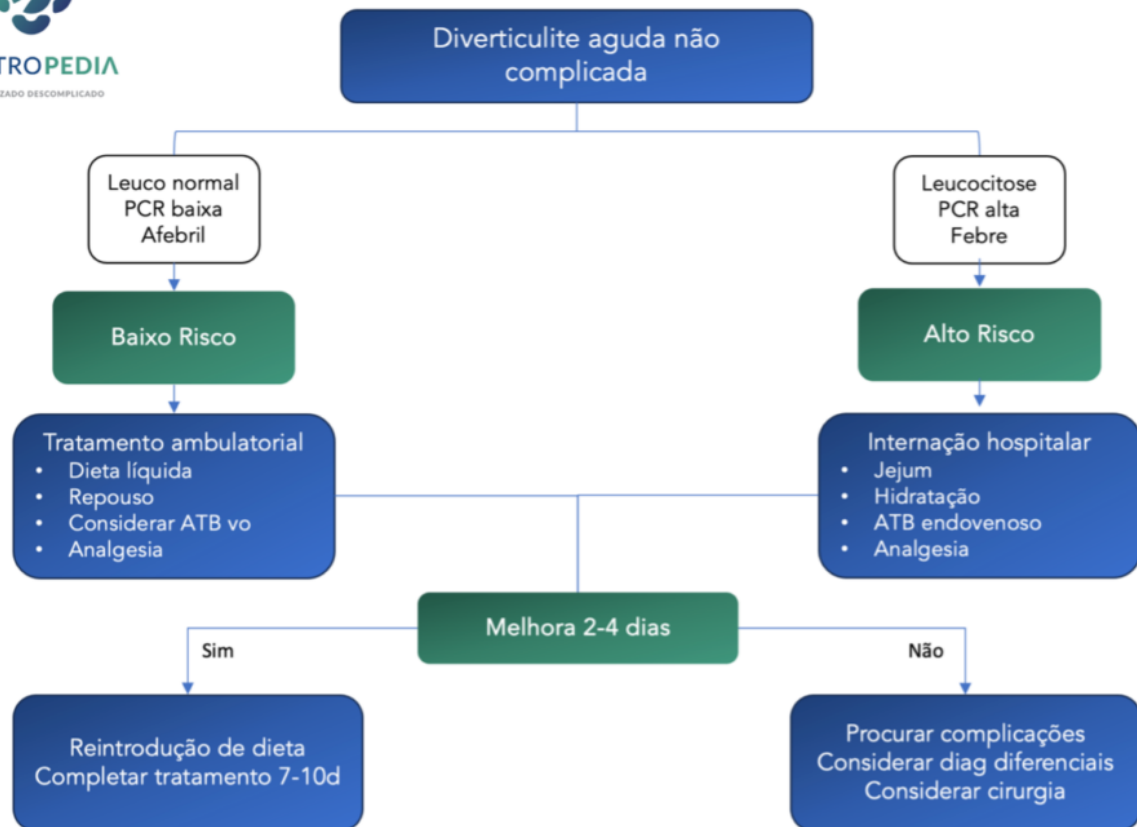 TROPEDIA
ZADO DESCOMPLICADO
Diverticulite aguda não
complicada
Leuco normal
PCR baixa
Afebril
Leucocitose
PCR alta
Febre
Baixo Risco
Alto Risco
Tratamento ambulatorial
• Dieta líquida
• Repouso
• Considerar ATB vo
• Analgesia
Internação hospitalar
• Jejum
• Hidratação
• ATB endovenoso
• Analgesia
Melhora 2-4 dias
Sim
Não
Reintrodução de dieta
Completar tratamento 7-10d
Procurar complicações
Considerar diag diferenciais
Considerar cirurgia